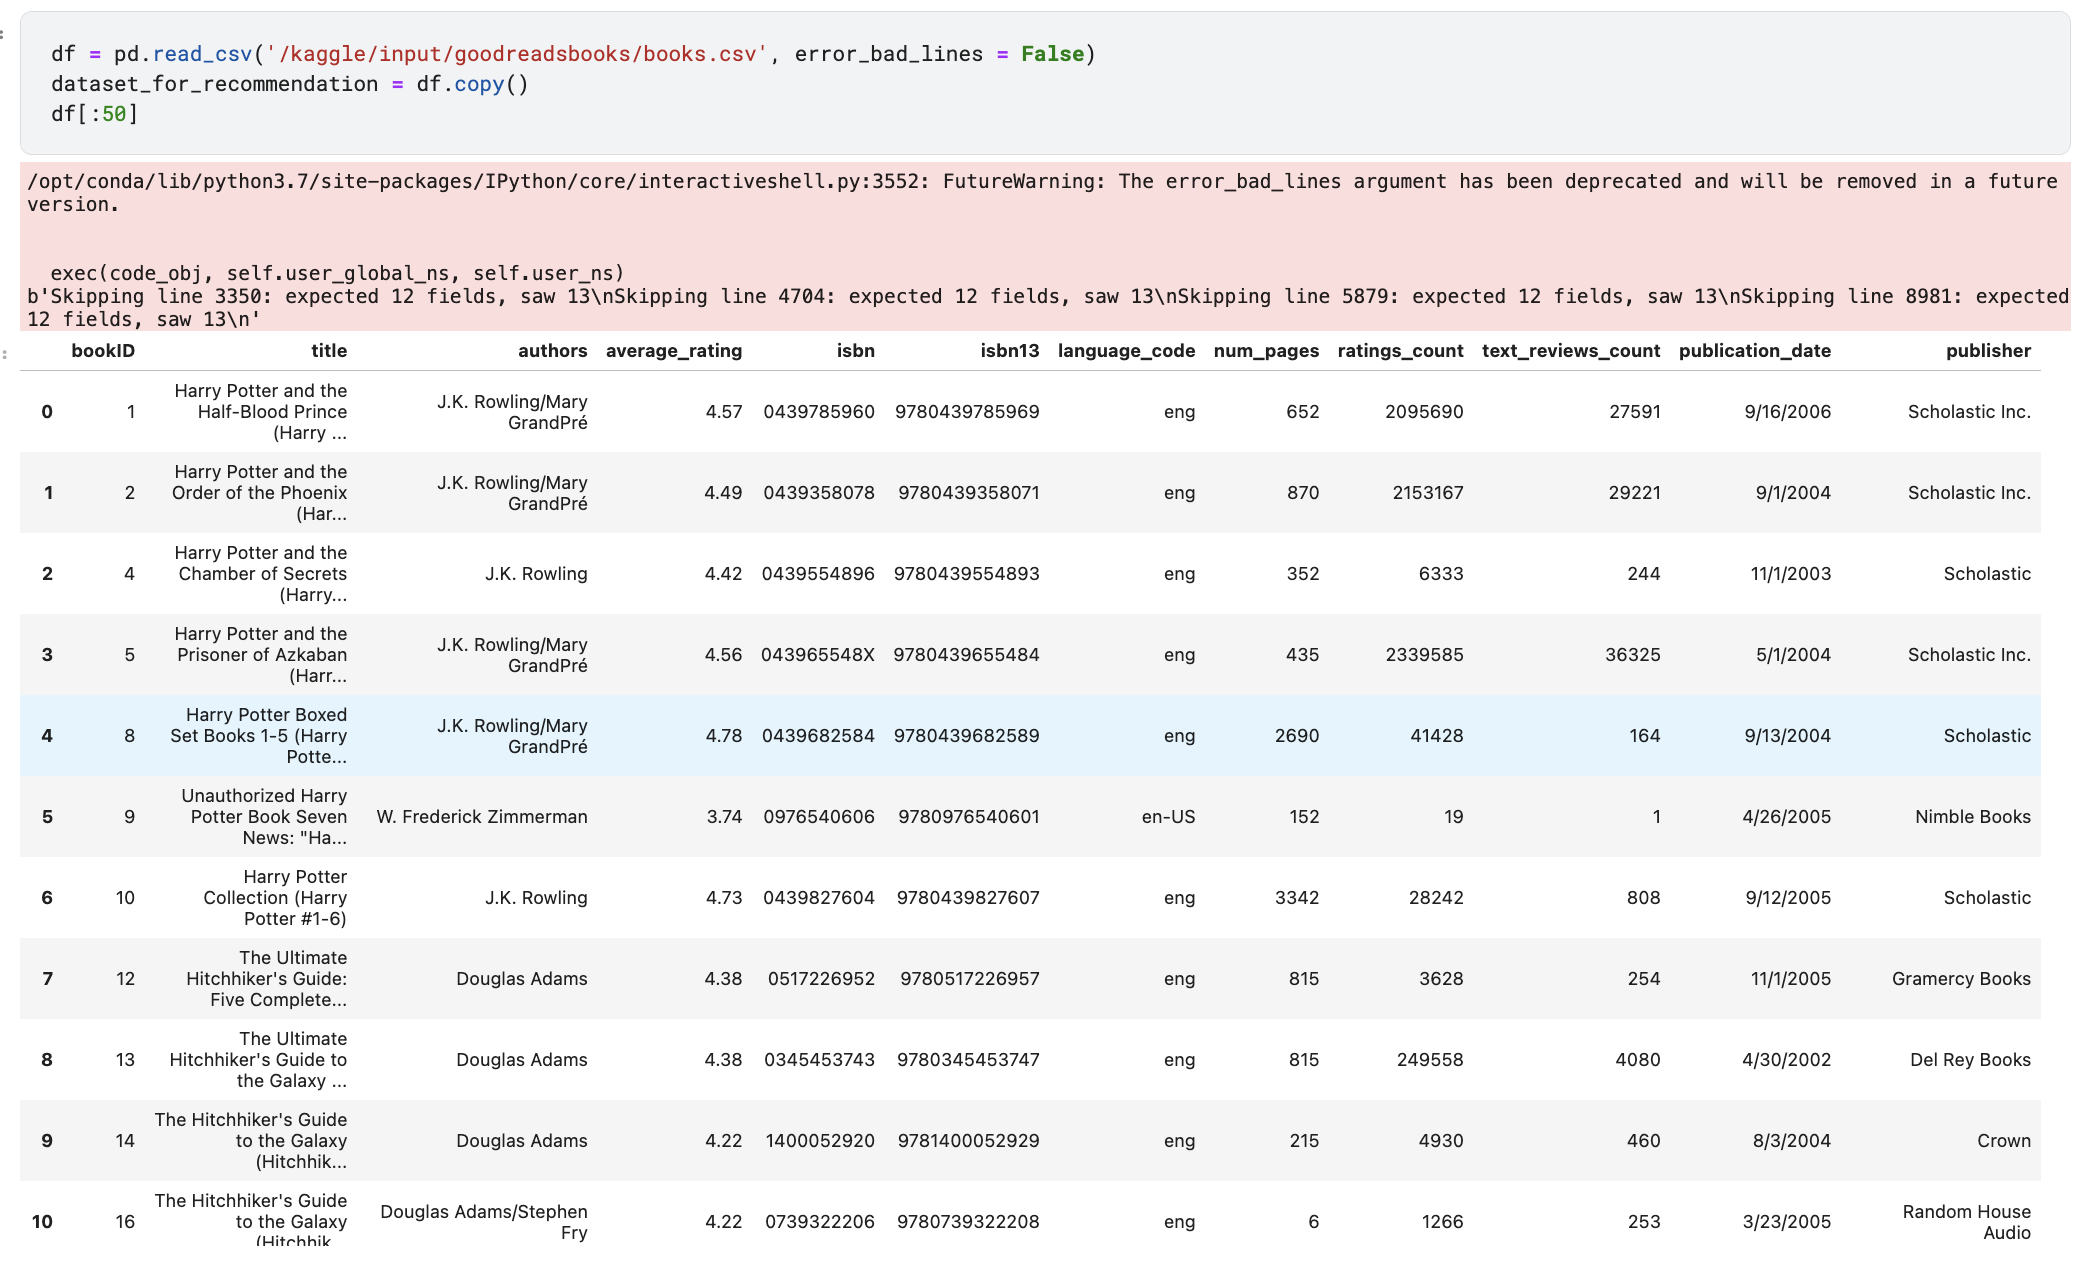 df = pd.read_csv('/kaggle/input/goodreadsbooks/books.csv', error_bad_lines = False)
dataset_for_recommendation = df.copy()
df[:50]
/opt/conda/lib/python3.7/site-packages/IPython/core/interactiveshell.py:3552: FutureWarning: The error_bad_lines argument has been deprecated and will be removed in a future
version.
exec(code_obj, self.user_global_ns, self.user_ns)
b'Skipping line 3350: expected 12 fields, saw 13\nSkipping line 4704: expected 12 fields, saw 13\nSkipping line 5879: expected 12 fields, saw 13\nSkipping line 8981: expected
12 fields, saw 13\n'
bookID title authors average_rating isbn isbn13 language_code num_pages ratings_count text_reviews_count publication_date publisher
Harry Potter and the
Half-Blood Prince
(Harry ...
J.K. Rowling/Mary
GrandPré
0 1 4.57 0439785960 9780439785969 eng 652 2095690 27591 9/16/2006 Scholastic Inc.
Harry Potter and the
Order of the Phoenix
(Har...
J.K. Rowling/Mary
GrandPré
1 2 4.49 0439358078 9780439358071 eng 870 2153167 29221 9/1/2004 Scholastic Inc.
Harry Potter and the
Chamber of Secrets
(Harry...
2 4 J.K. Rowling 4.42 0439554896 9780439554893 eng 352 6333 244 11/1/2003 Scholastic
Harry Potter and the
Prisoner of Azkaban
(Harr...
J.K. Rowling/Mary
GrandPré
3 5 4.56 043965548X 9780439655484 eng 435 2339585 36325 5/1/2004 Scholastic Inc.
Harry Potter Boxed
Set Books 1-5 (Harry
Potte...
J.K. Rowling/Mary
GrandPré
4 8 4.78 0439682584 9780439682589 eng 2690 41428 164 9/13/2004 Scholastic
Unauthorized Harry
Potter Book Seven
News: "Ha...
5 9 W. Frederick Zimmerman 3.74 0976540606 9780976540601 en-US 152 19 1 4/26/2005 Nimble Books
Harry Potter
Collection (Harry
Potter #1-6)
6 10 J.K. Rowling 4.73 0439827604 9780439827607 eng 3342 28242 808 9/12/2005 Scholastic
The Ultimate
Hitchhiker's Guide:
Five Complete...
7 12 Douglas Adams 4.38 0517226952 9780517226957 eng 815 3628 254 11/1/2005 Gramercy Books
The Ultimate
Hitchhiker's Guide to
the Galaxy ...
8 13 Douglas Adams 4.38 0345453743 9780345453747 eng 815 249558 4080 4/30/2002 Del Rey Books
The Hitchhiker's Guide
to the Galaxy
(Hitchhik...
9 14 Douglas Adams 4.22 1400052920 9781400052929 eng 215 4930 460 8/3/2004 Crown
The Hitchhiker's Guide
to the Galaxy
(Hitchhik...
Douglas Adams/Stephen
Fry
10 16 4.22 0739322206 9780739322208 eng 6 1266 253 3/23/2005
Random House
Audio